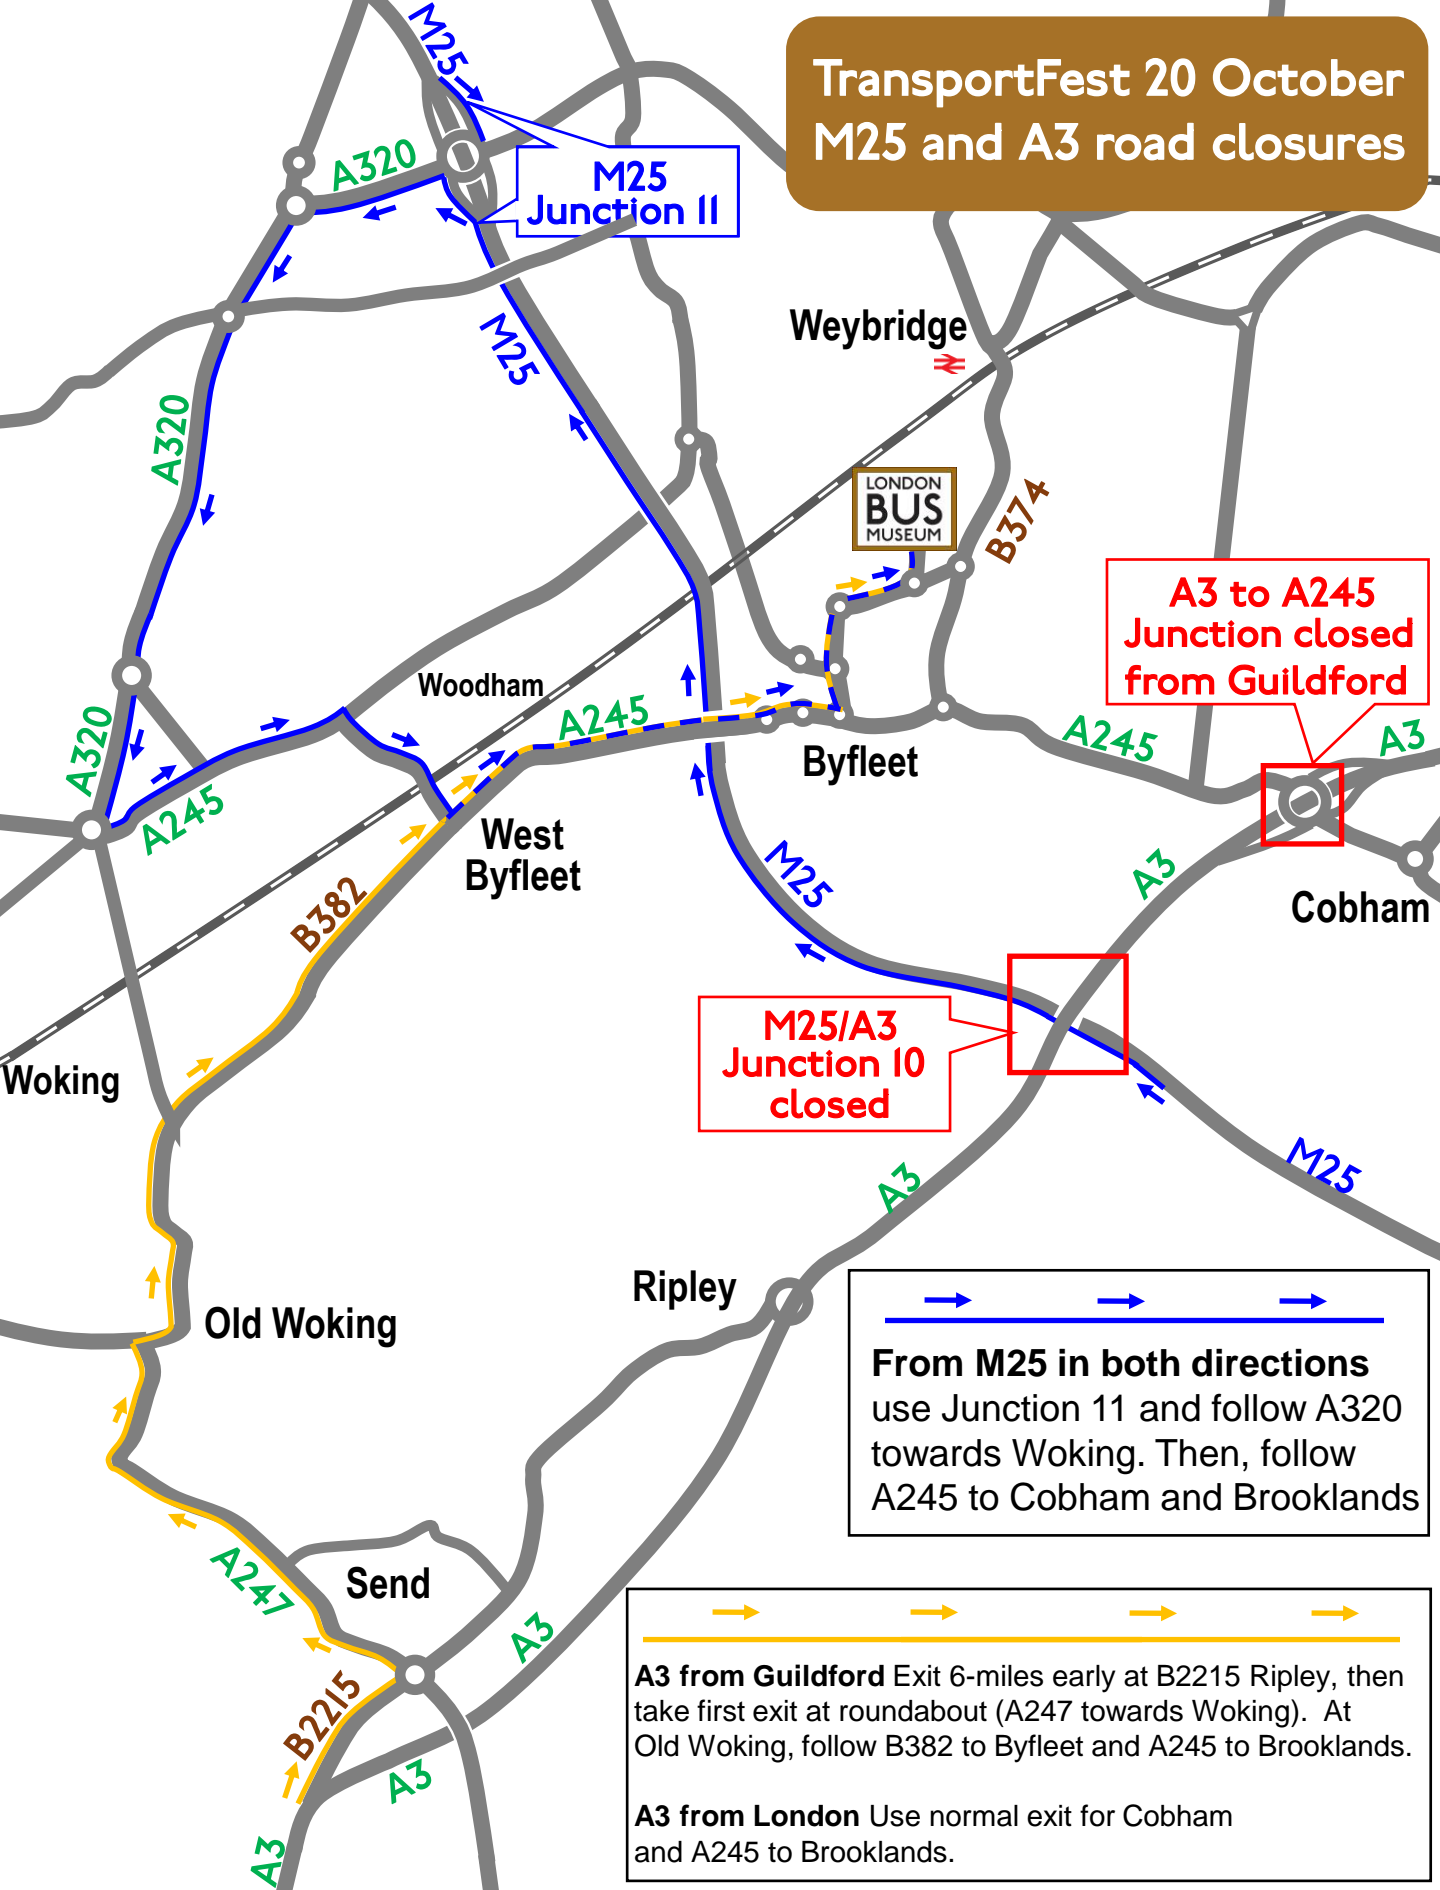 TransportFest 20 October
M25 and A3 road closures
M25
A320
M25
Junction 11
M25
Weybridge
A320
LONDON
BUS
MUSEUM
B374
A3 to A245
Junction closed
from Guildford
Woodham
A245
A320
A245
A3
Byfleet
A245
West
Byfleet
M25
A3
B382
Cobham
M25/A3
Junction 10
closed
Woking
M25
A3
Ripley
Old Woking
From M25 in both directions
use Junction 11 and follow A320
towards Woking. Then, follow
A245 to Cobham and Brooklands
A247
Send
A3
B2215
A3
A3
A3 from Guildford Exit 6-miles early at B2215 Ripley, then
take first exit at roundabout (A247 towards Woking). At
Old Woking, follow B382 to Byfleet and A245 to Brooklands.
A3 from London Use normal exit for Cobham
and A245 to Brooklands.